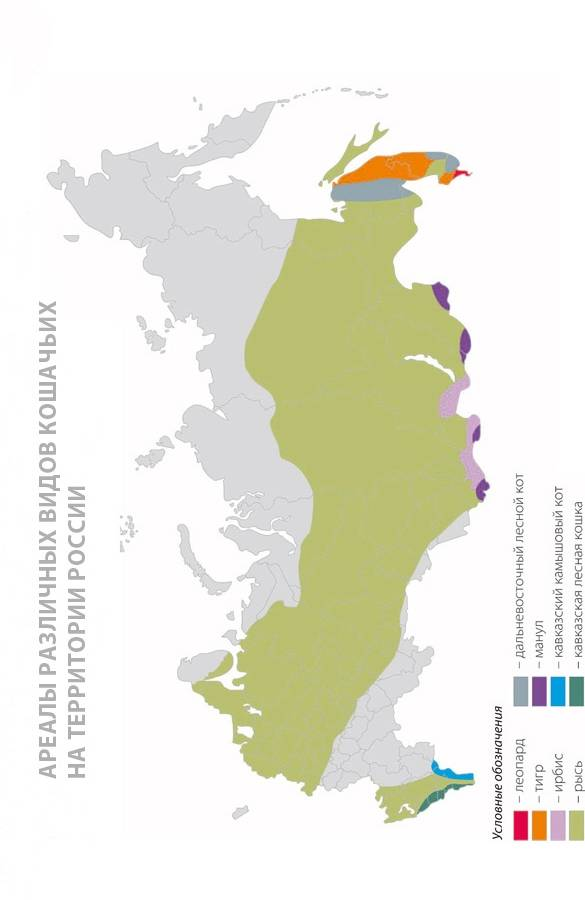 АРЕАЛЫ РАЗЛИЧНЫХ ВИДОВ КОШАЧЬИХ
НА ТЕРРИТОРИИ РОССИИ
Условные обозначения
– леопард
– тигр
– ирбис
– рысь
– дальневосточный лесной кот
– манул
– кавказский камышовый кот
– кавказская лесная кошка